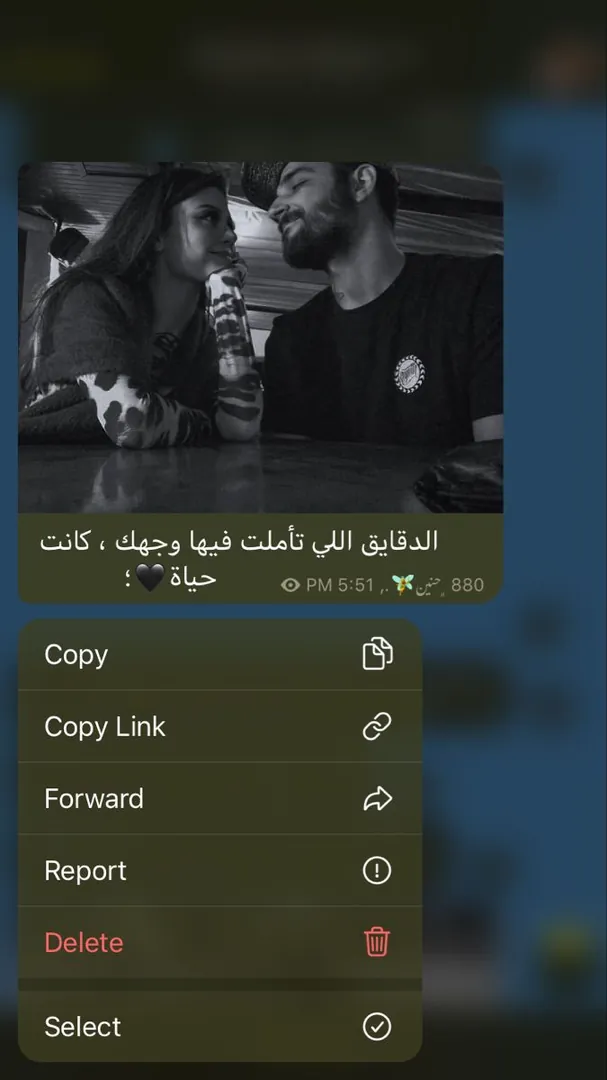 الدقايق اللي تأملت فيها وجهك ، كانت
حياة🖤؛
880 حنين🧚.,ِ 5:51 PM
Copy
Copy Link
Forward
Report
Delete
Select